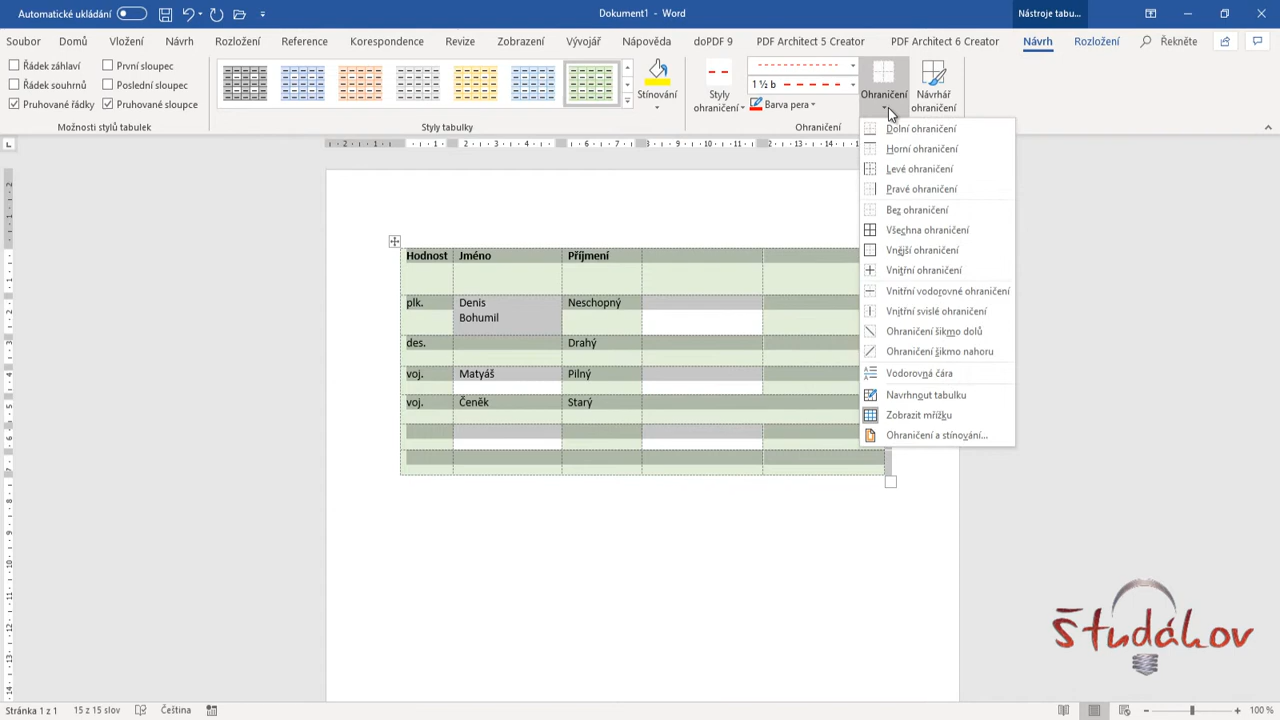 Automatické ukládání
Dokument1 - Word
Nástroje tabu...
Soubor Domů Vložení Návrh Rozložení Reference Korespondence Revize Zobrazení Vývojář Nápověda doPDF 9 PDF Architect 5 Creator PDF Architect 6 Creator Návrh Rozložení Řekněte
Řádek záhlaví První sloupec
Řádek souhrnů Poslední sloupec
Pruhované řádky Pruhované sloupce
Možnosti stylů tabulek
Styly tabulky
Stínování
Styly
ohraničení
1 ½ b
Barva pera
Ohraničení
Návrhář
ohraničení
Ohraničení
Dolní ohraničení
Horní ohraničení
Levé ohraničení
Pravé ohraničení
Bez ohraničení
Všechna ohraničení
Vnější ohraničení
Vnitřní ohraničení
Vnitřní vodorovné ohraničení
Vnitřní svislé ohraničení
Ohraničení šikmo dolů
Ohraničení šikmo nahoru
Vodorovná čára
Navrhnout tabulku
Zobrazit mřížku
Ohraničení a stínování...
Hodnost Jméno Příjmení
plk. Denis Neschopný
Bohumil
des. Drahý
voj. Matyáš Pilný
voj. Čeněk Starý
Študákov
Stránka 1 z 1 15 z 15 slov Čeština 100 %